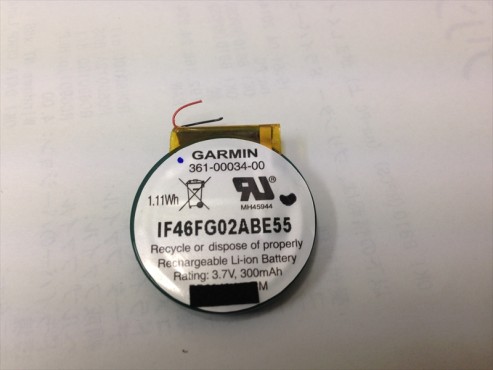 GARMIN
361-00034-00
1.11Wh
MH45944
IF46FG02ABE55
Recycle or dispose of properly
Rechargeable Li-ion Battery
Rating: 3.7V, 300mAh